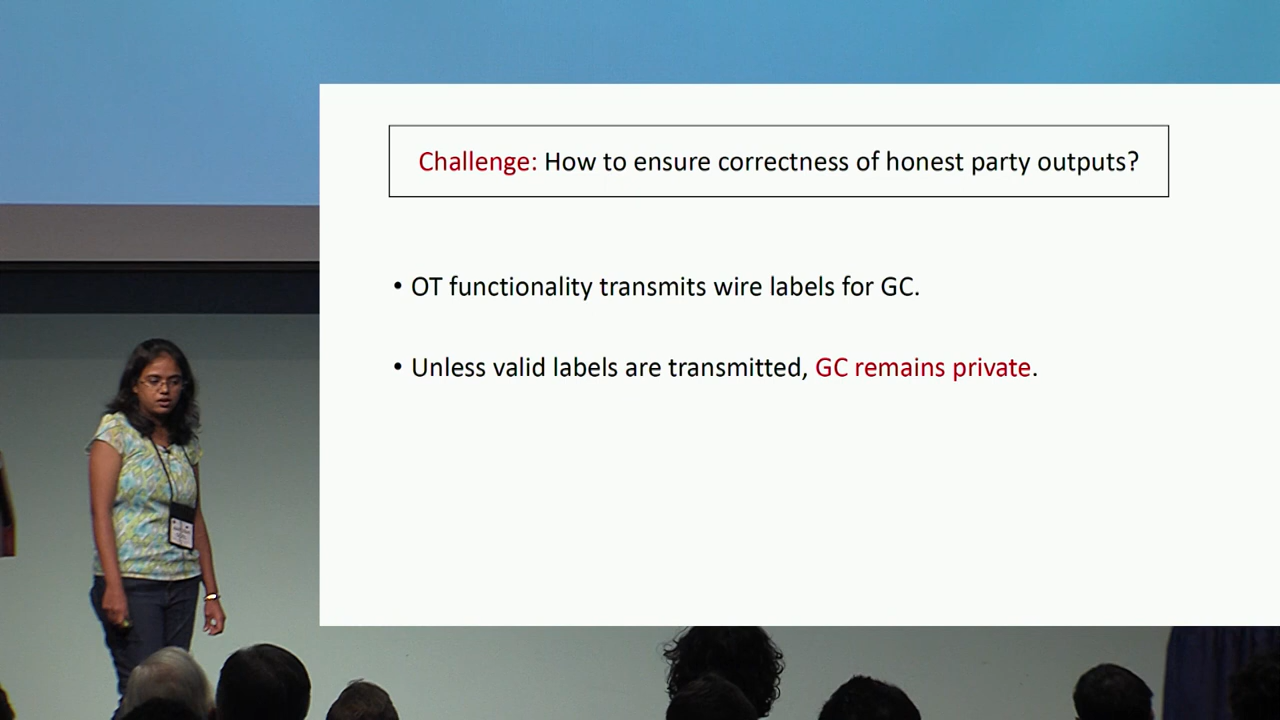 Challenge: How to ensure correctness of honest party outputs?
• OT functionality transmits wire labels for GC.
• Unless valid labels are transmitted, GC remains private.